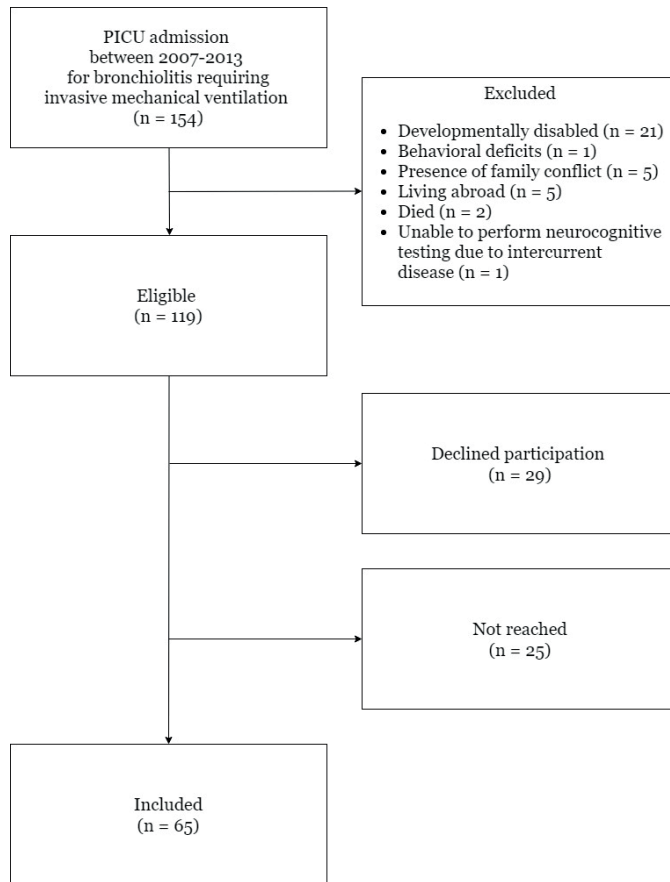 PICU admission
between 2007-2013
for bronchiolitis requiring
invasive mechanical ventilation
(n = 154)
Excluded
• Developmentally disabled (n = 21)
• Behavioral deficits (n = 1)
• Presence of family conflict (n = 5)
• Living abroad (n = 5)
• Died (n = 2)
• Unable to perform neurocognitive
testing due to intercurrent
disease (n = 1)
Eligible
(n = 119)
Declined participation
(n = 29)
Not reached
(n = 25)
Included
(n = 65)